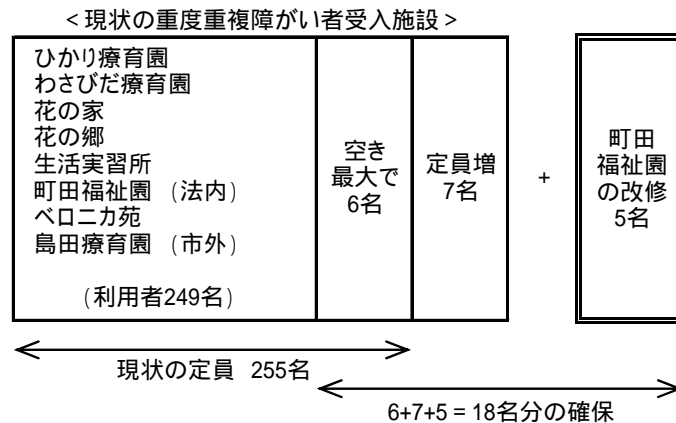 <現状の重度重複障がい者受入施設>
ひかり療育園
わさびだ療育園
花の家
花の郷
生活実習所
町田福祉園 (法内)
ベロニカ苑
島田療育園 (市外)
(利用者249名)
空き
最大で
6名
定員増
7名
+
町田
福祉園
の改修
5名
現状の定員 255名
6+7+5=18名分の確保